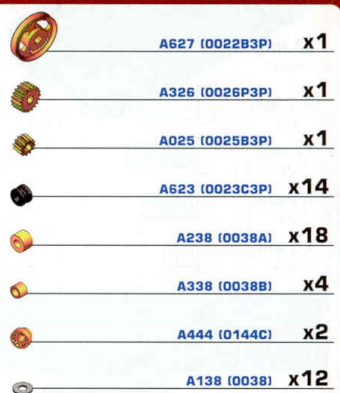 A627 (0022B3P) x1
A326 (0026P3P) x1
A025 (0025B3P) x1
A623 (0023C3P) x14
A238 (0038A) x18
A338 (0038B) x4
A444 (0144C) x2
A138 (0038) x12